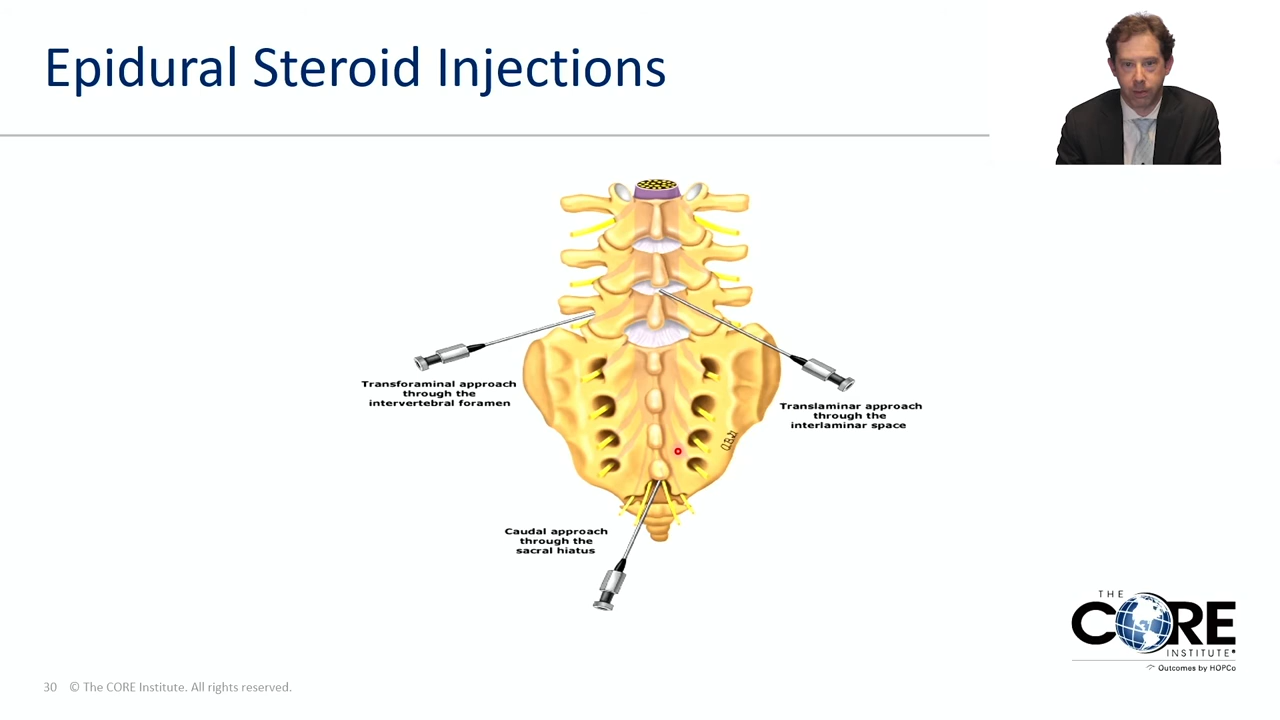 Epidural Steroid Injections
Transforaminal approach
through the
intervertebral foramen
Translaminar approach
through the
interlaminar space
Caudal approach
through the
sacral hiatus
THE
CORE
INSTITUTE®
Outcomes by HOPCo
30 © The CORE Institute. All rights reserved.